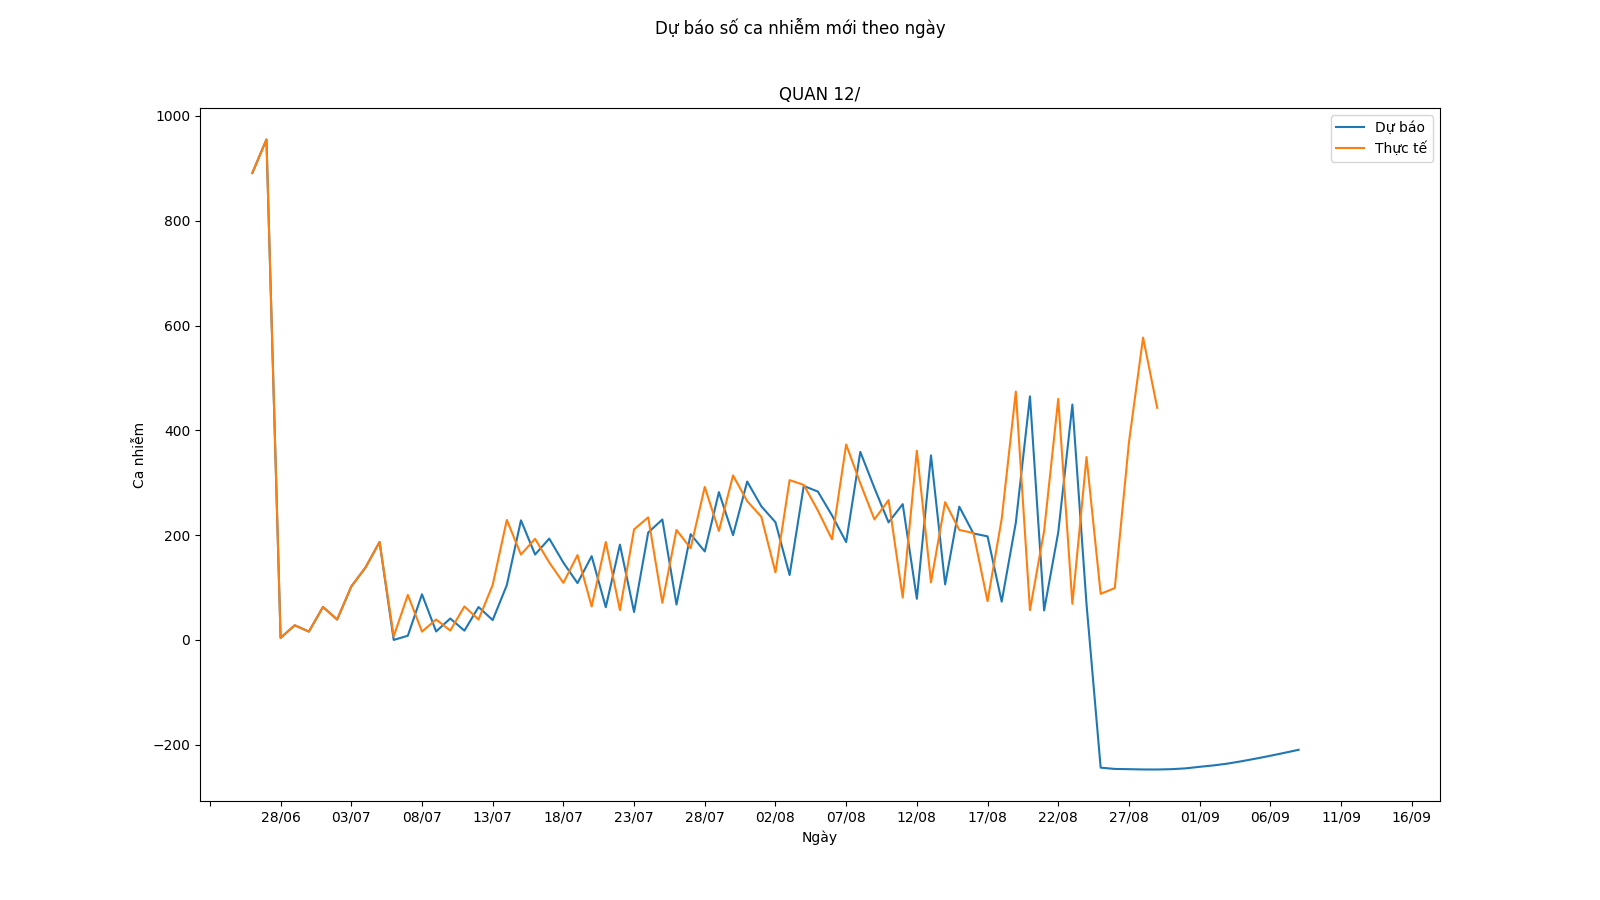 Dự báo số ca nhiễm mới theo ngày
QUAN 12/
1000
800
600
400
200
0
−200
Ca nhiễm
Dự báo
Thực tế
28/06 03/07 08/07 13/07 18/07 23/07 28/07 02/08 07/08 12/08 17/08 22/08 27/08 01/09 06/09 11/09 16/09
Ngày